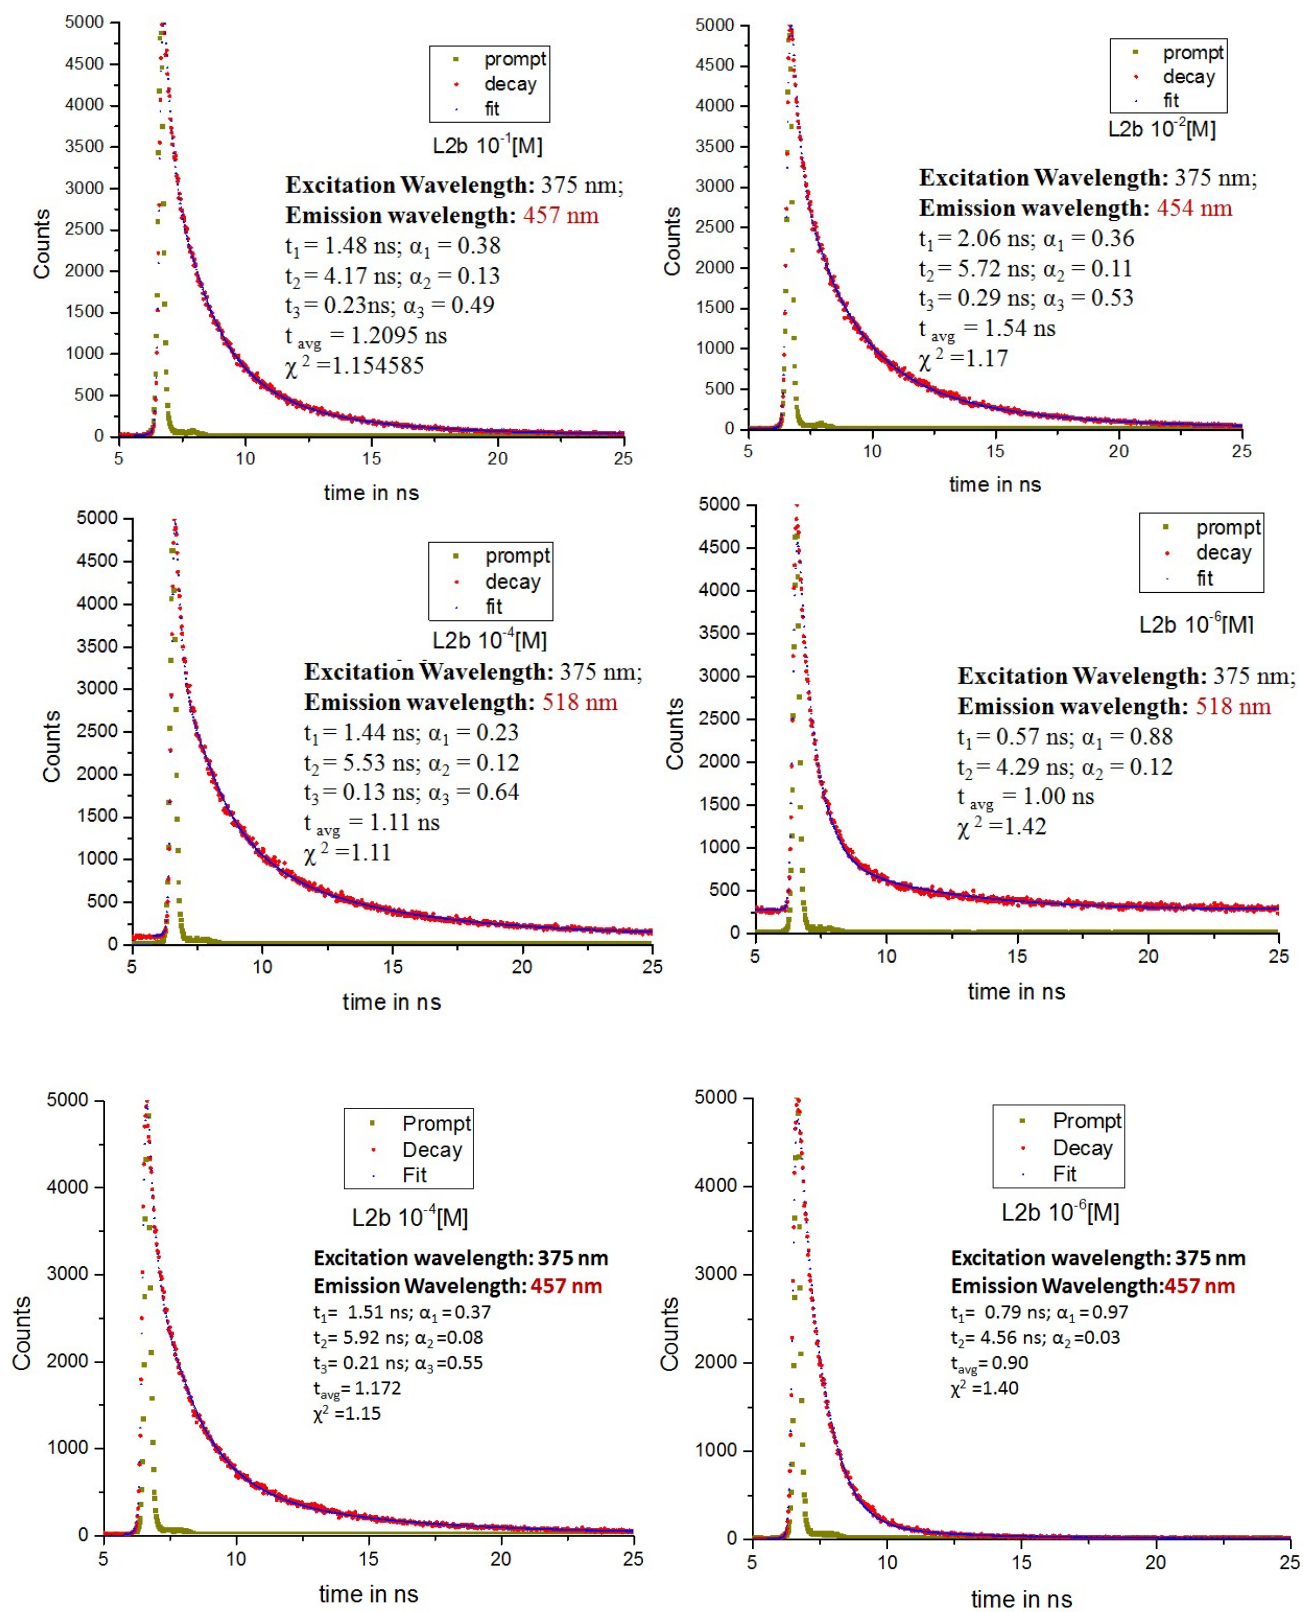 5000
4500
4000
3500
3000
2500
2000
1500
1000
500
0
Counts
5 10 15 20 25
time in ns
prompt
decay
fit
L2b 10⁻¹[M]
Excitation Wavelength: 375 nm;
Emission wavelength: 457 nm
t₁ = 1.48 ns; α₁ = 0.38
t₂ = 4.17 ns; α₂ = 0.13
t₃ = 0.23ns; α₃ = 0.49
t avg = 1.2095 ns
χ² =1.154585
5000
4500
4000
3500
3000
2500
2000
1500
1000
500
0
Counts
5 10 15 20 25
time in ns
prompt
decay
fit
L2b 10⁻²[M]
Excitation Wavelength: 375 nm;
Emission wavelength: 454 nm
t₁ = 2.06 ns; α₁ = 0.36
t₂ = 5.72 ns; α₂ = 0.11
t₃ = 0.29 ns; α₃ = 0.53
t avg = 1.54 ns
χ² =1.17
5000
4500
4000
3500
3000
2500
2000
1500
1000
500
0
Counts
5 10 15 20 25
time in ns
prompt
decay
fit
L2b 10⁻⁴[M]
Excitation Wavelength: 375 nm;
Emission wavelength: 518 nm
t₁ = 1.44 ns; α₁ = 0.23
t₂ = 5.53 ns; α₂ = 0.12
t₃ = 0.13 ns; α₃ = 0.64
t avg = 1.11 ns
χ² =1.11
5000
4500
4000
3500
3000
2500
2000
1500
1000
500
0
Counts
5 10 15 20 25
time in ns
prompt
decay
fit
L2b 10⁻⁶[M]
Excitation Wavelength: 375 nm;
Emission wavelength: 518 nm
t₁ = 0.57 ns; α₁ = 0.88
t₂ = 4.29 ns; α₂ = 0.12
t avg = 1.00 ns
χ² =1.42
5000
4000
3000
2000
1000
0
Counts
5 10 15 20 25
time in ns
Prompt
Decay
Fit
L2b 10⁻⁴[M]
Excitation wavelength: 375 nm
Emission Wavelength: 457 nm
t₁= 1.51 ns; α₁ = 0.37
t₂= 5.92 ns; α₂=0.08
t₃= 0.21 ns; α₃=0.55
tavg= 1.172
χ² =1.15
5000
4000
3000
2000
1000
0
Counts
5 10 15 20 25
time in ns
Prompt
Decay
Fit
L2b 10⁻⁶[M]
Excitation wavelength: 375 nm
Emission Wavelength:457 nm
t₁= 0.79 ns; α₁ = 0.97
t₂= 4.56 ns; α₂=0.03
tavg= 0.90
χ² =1.40